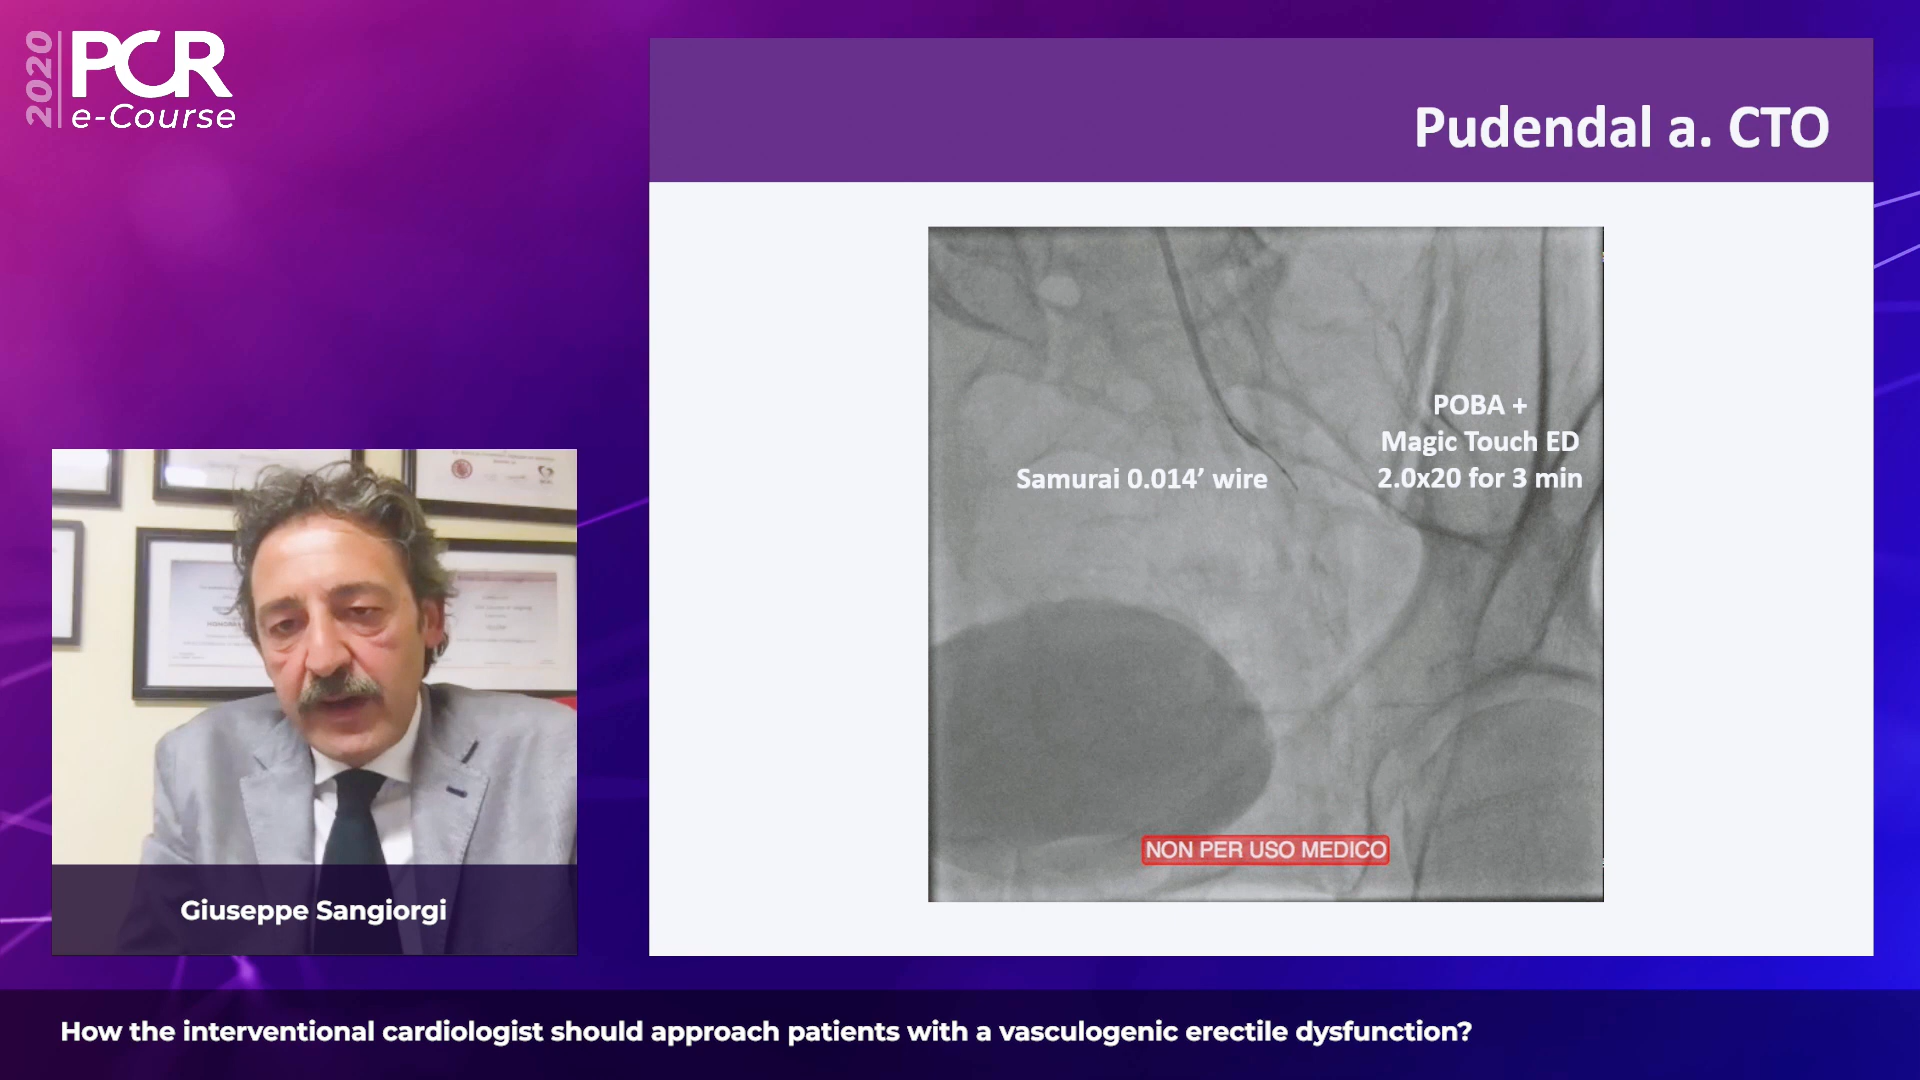 2020
PCR
e-Course
Pudendal a. CTO
POBA +
Magic Touch ED
2.0x20 for 3 min
Samurai 0.014’ wire
NON PER USO MEDICO
Giuseppe Sangiorgi
How the interventional cardiologist should approach patients with a vasculogenic erectile dysfunction?